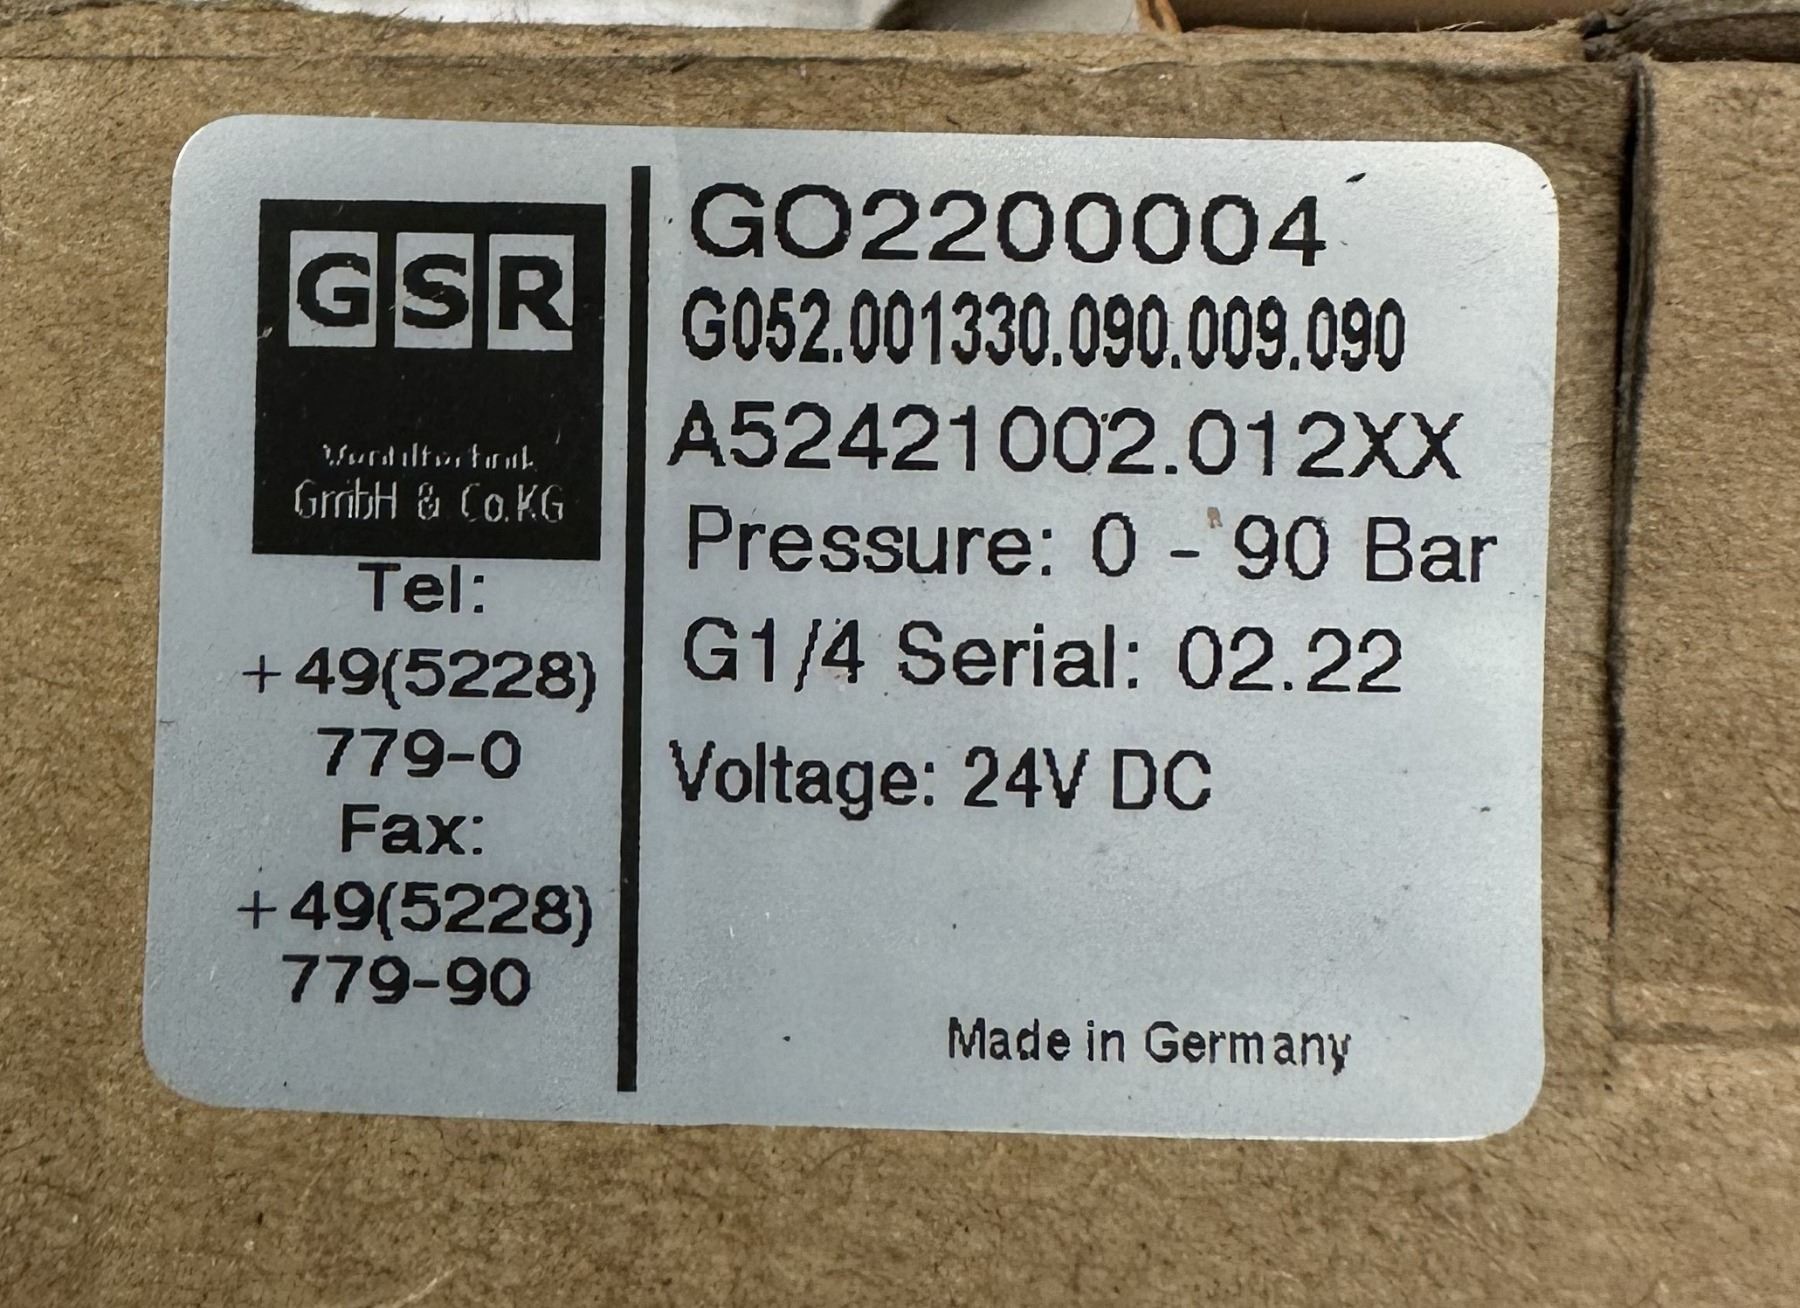 GSR
GmbH & Co.KG
Tel:
+49(5228)
779-0
Fax:
+49(5228)
779-90
GO2200004
G052.001330.090.009.090
A52421002.012XX
Pressure: 0 - 90 Bar
G1/4 Serial: 02.22
Voltage: 24V DC
Made in Germany